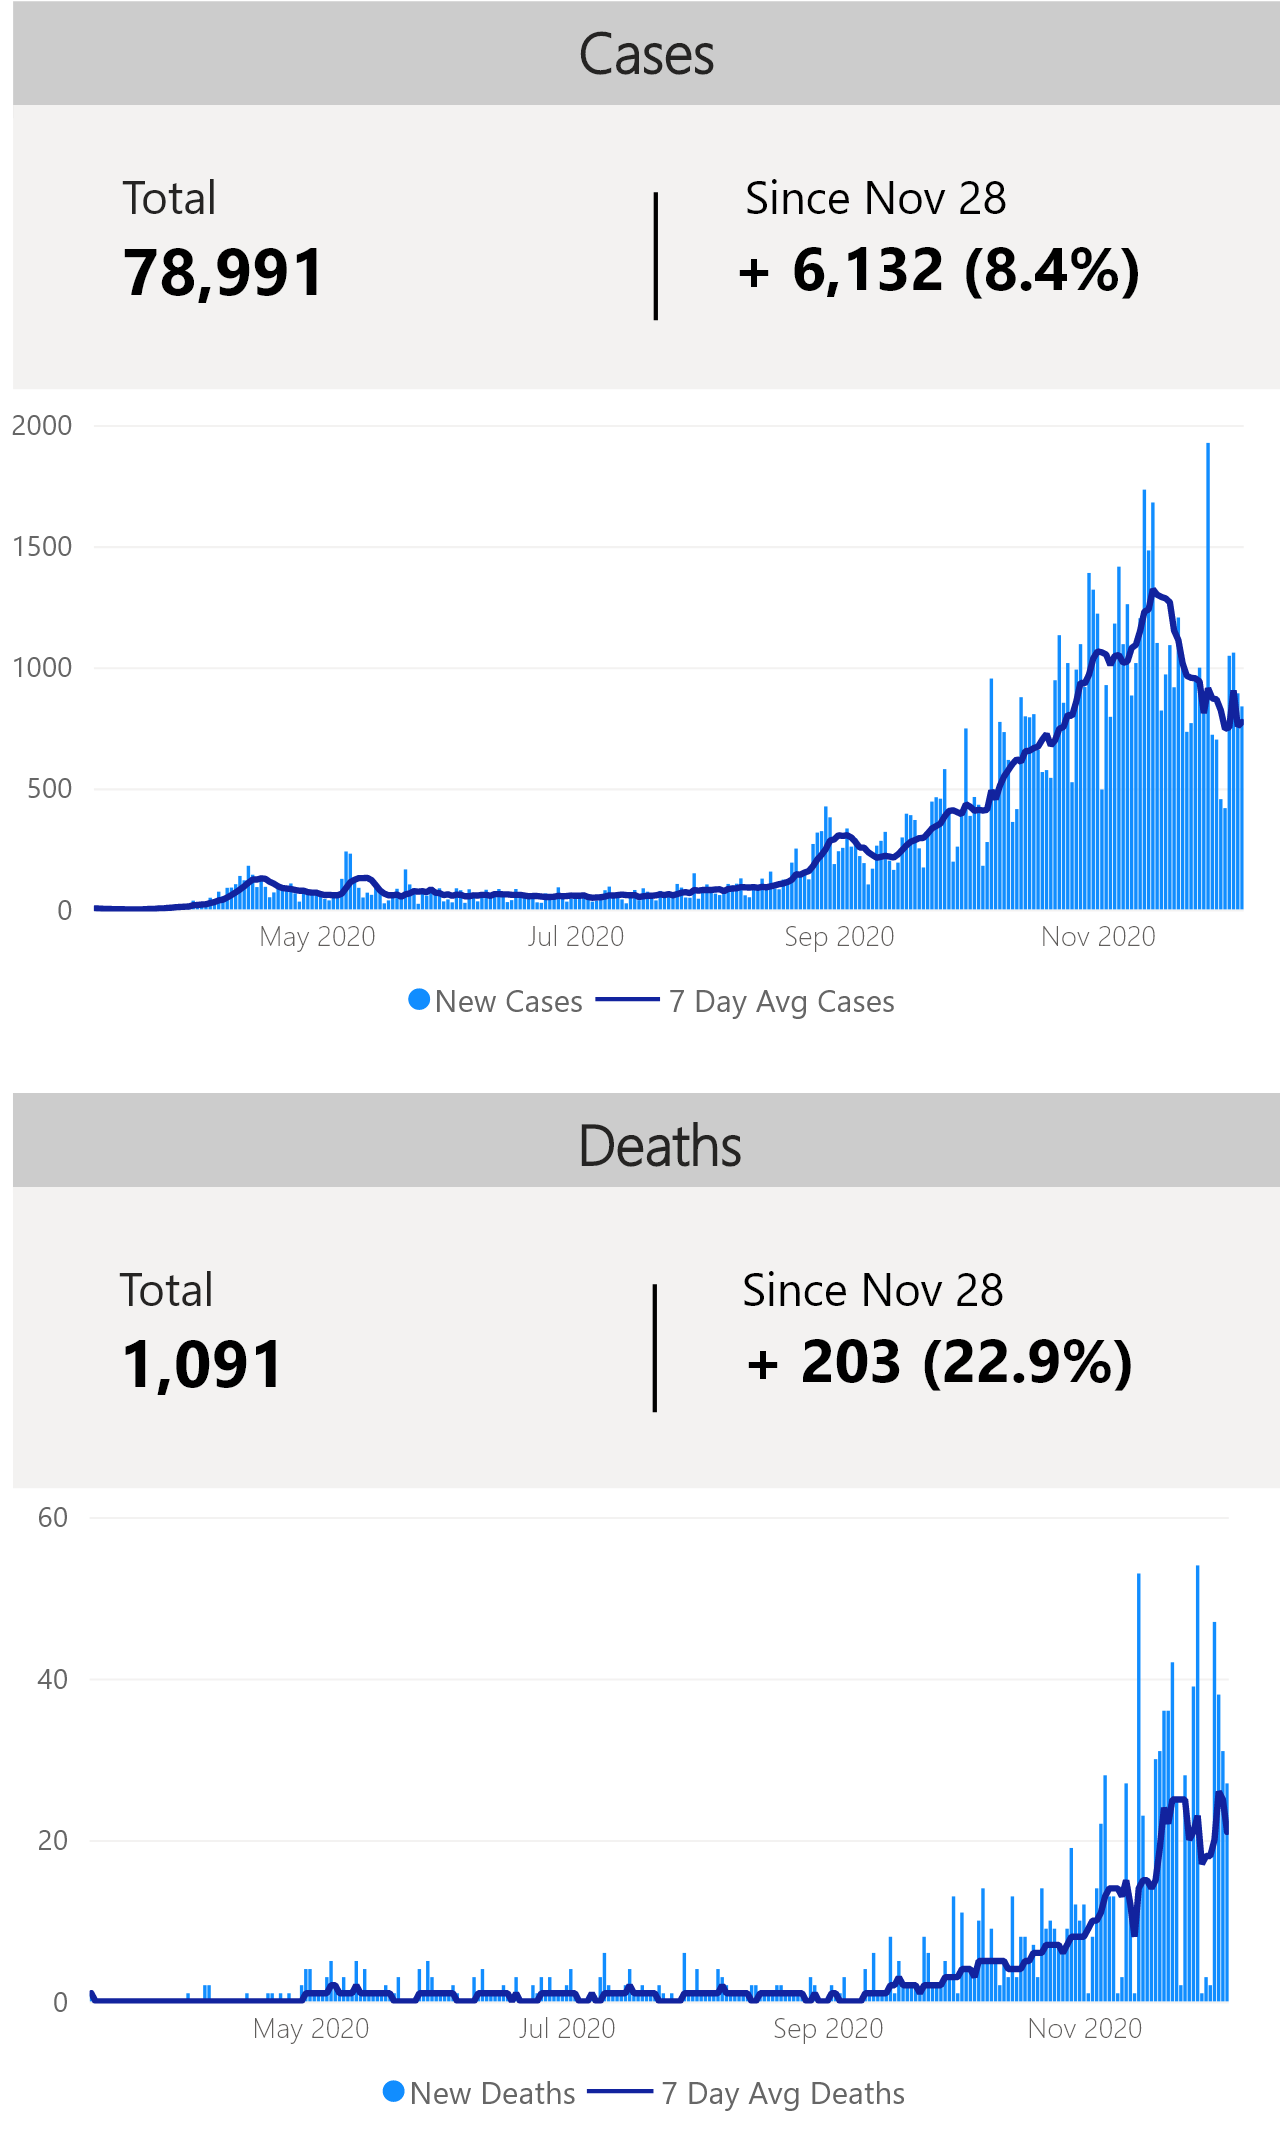 Cases
Total
Since Nov 28
78,991
+ 6,132 (8.4%)
2000
1500
1000
500
0
May 2020
Jul 2020
Sep 2020
Nov 2020
New Cases
7 Day Avg Cases
Deaths
Total
Since Nov 28
1,091
+ 203 (22.9%)
60
40
20
0
May 2020
Jul 2020
Sep 2020
Nov 2020
New Deaths
7 Day Avg Deaths